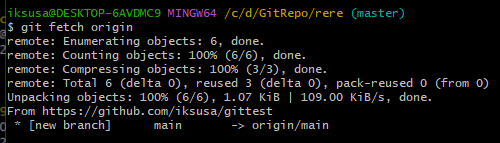 iksusa@DESKTOP-6AVDMC9 MINGW64 /c/d/GitRepo/rere (master)
$ git fetch origin
remote: Enumerating objects: 6, done.
remote: Counting objects: 100% (6/6), done.
remote: Compressing objects: 100% (3/3), done.
remote: Total 6 (delta 0), reused 3 (delta 0), pack-reused 0 (from 0)
Unpacking objects: 100% (6/6), 1.07 KiB | 109.00 KiB/s, done.
From https://github.com/iksusa/gittest
 * [new branch]      main       -> origin/main